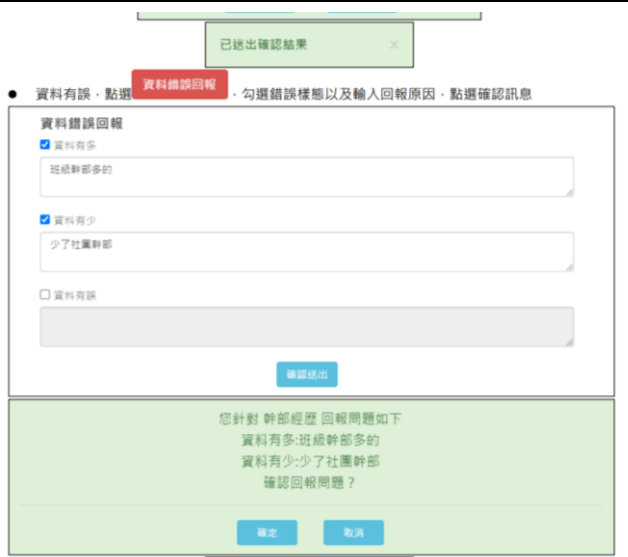 已送出確認結果 ×
● 資料有誤，點選 資料錯誤回報 ，勾選錯誤樣態以及輸入回報原因，點選確認訊息
資料錯誤回報
資料有多
班級幹部多的
資料有少
少了社團幹部
資料有誤
確認送出
您針對 幹部經歷 回報問題如下
資料有多:班級幹部多的
資料有少:少了社團幹部
確認回報問題？
確定 取消